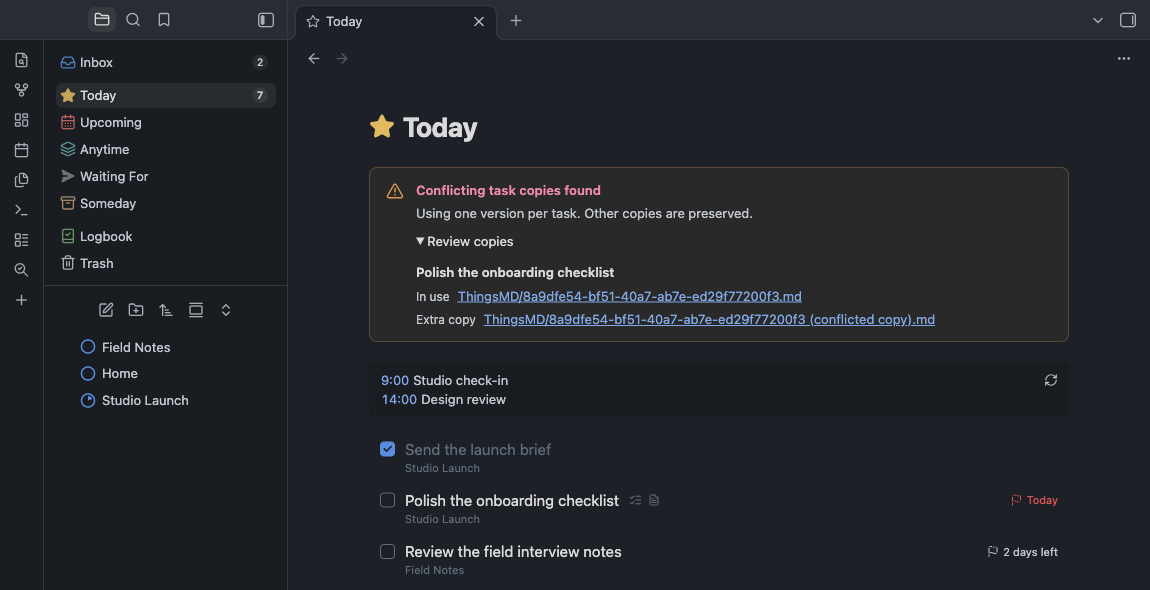 Today
Inbox 2
Today 7
Upcoming
Anytime
Waiting For
Someday
Logbook
Trash
Field Notes
Home
Studio Launch
Today
Conflicting task copies found
Using one version per task. Other copies are preserved.
Review copies
Polish the onboarding checklist
In use ThingsMD/8a9dfe54-bf51-40a7-ab7e-ed29f77200f3.md
Extra copy ThingsMD/8a9dfe54-bf51-40a7-ab7e-ed29f77200f3 (conflicted copy).md
9:00 Studio check-in
14:00 Design review
Send the launch brief
Studio Launch
Polish the onboarding checklist Today
Studio Launch
Review the field interview notes 2 days left
Field Notes